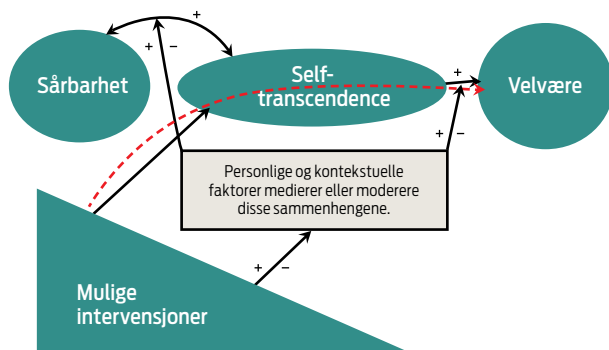 +
+ −
Sårbarhet
Self-
transcendence
+
Velvære
+ −
Personlige og kontekstuelle
faktorer medierer eller moderere
disse sammenhengene.
+ −
Mulige
intervensjoner